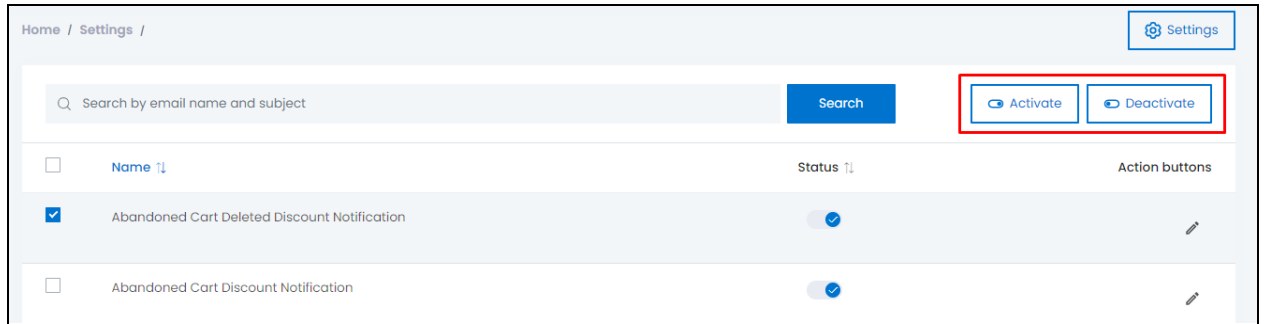 Home / Settings /
Settings
Search by email name and subject
Search
Activate
Deactivate
Name
Status
Action buttons
Abandoned Cart Deleted Discount Notification
Abandoned Cart Discount Notification